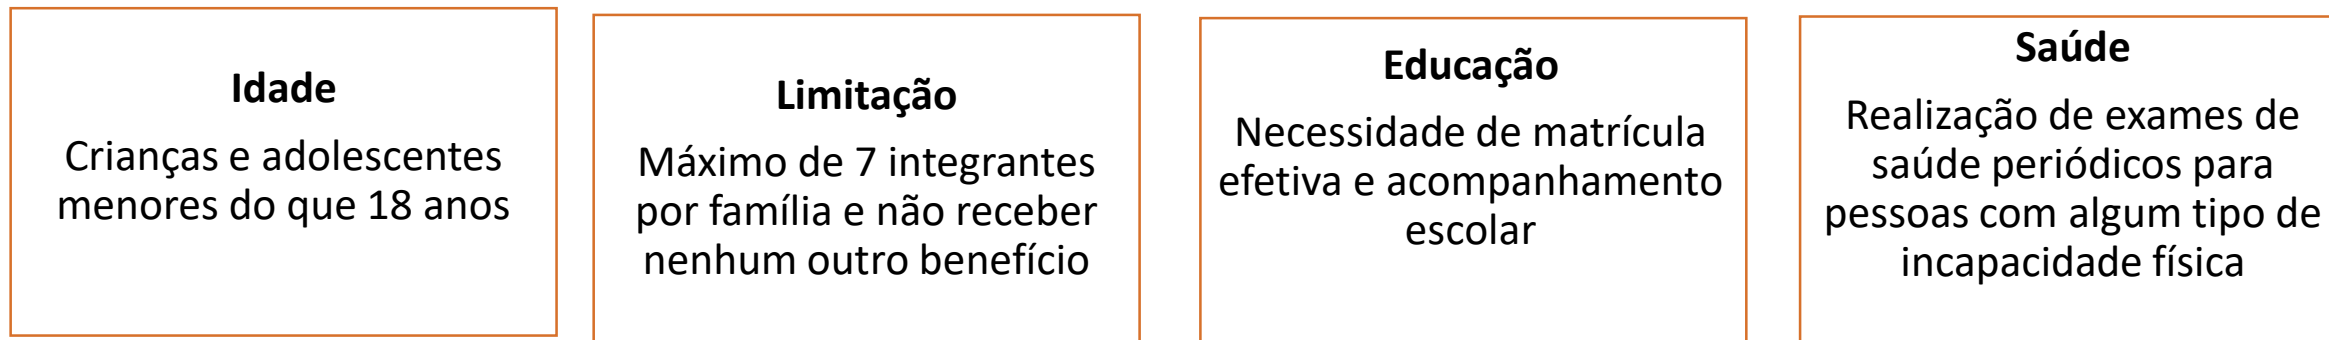 Idade
Crianças e adolescentes
menores do que 18 anos
Limitação
Máximo de 7 integrantes
por família e não receber
nenhum outro benefício
Educação
Necessidade de matrícula
efetiva e acompanhamento
escolar
Saúde
Realização de exames de
saúde periódicos para
pessoas com algum tipo de
incapacidade física